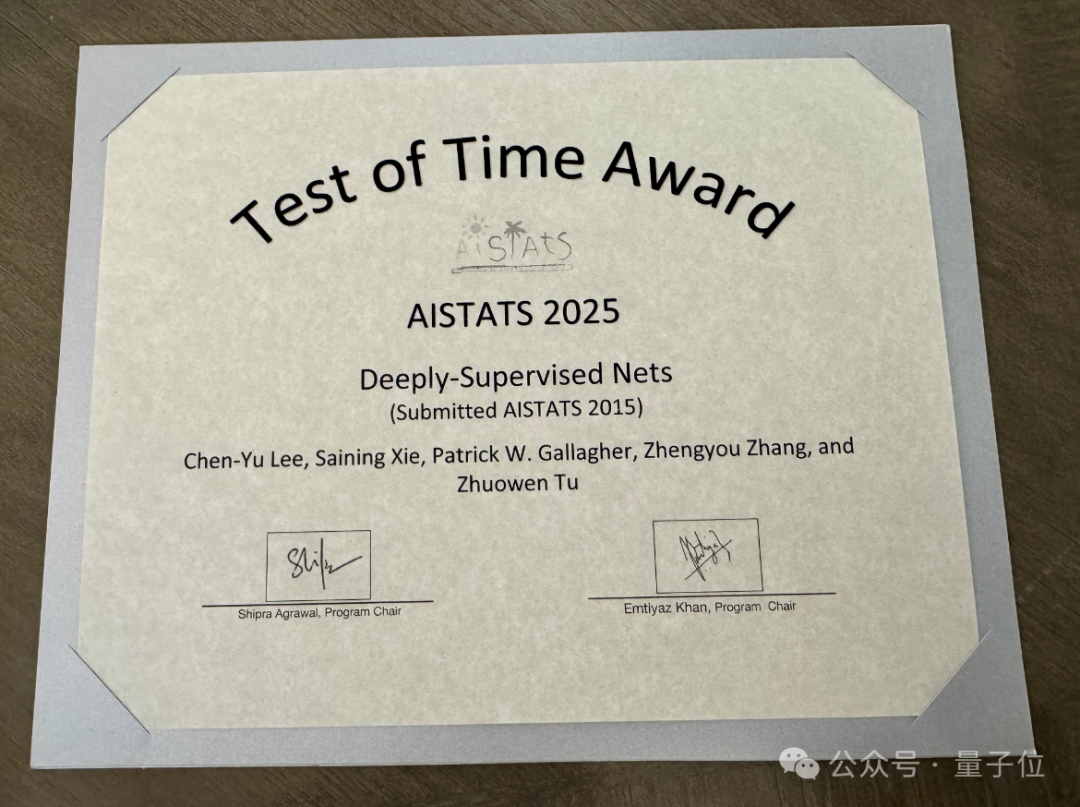 Test of Time Award
AISTATS
AISTATS 2025
Deeply-Supervised Nets
(Submitted AISTATS 2015)
Chen-Yu Lee, Saining Xie, Patrick W. Gallagher, Zhengyou Zhang, and
Zhuowen Tu
Shipra Agrawal, Program Chair
Emtiyaz Khan, Program Chair
公众号 · 量子位